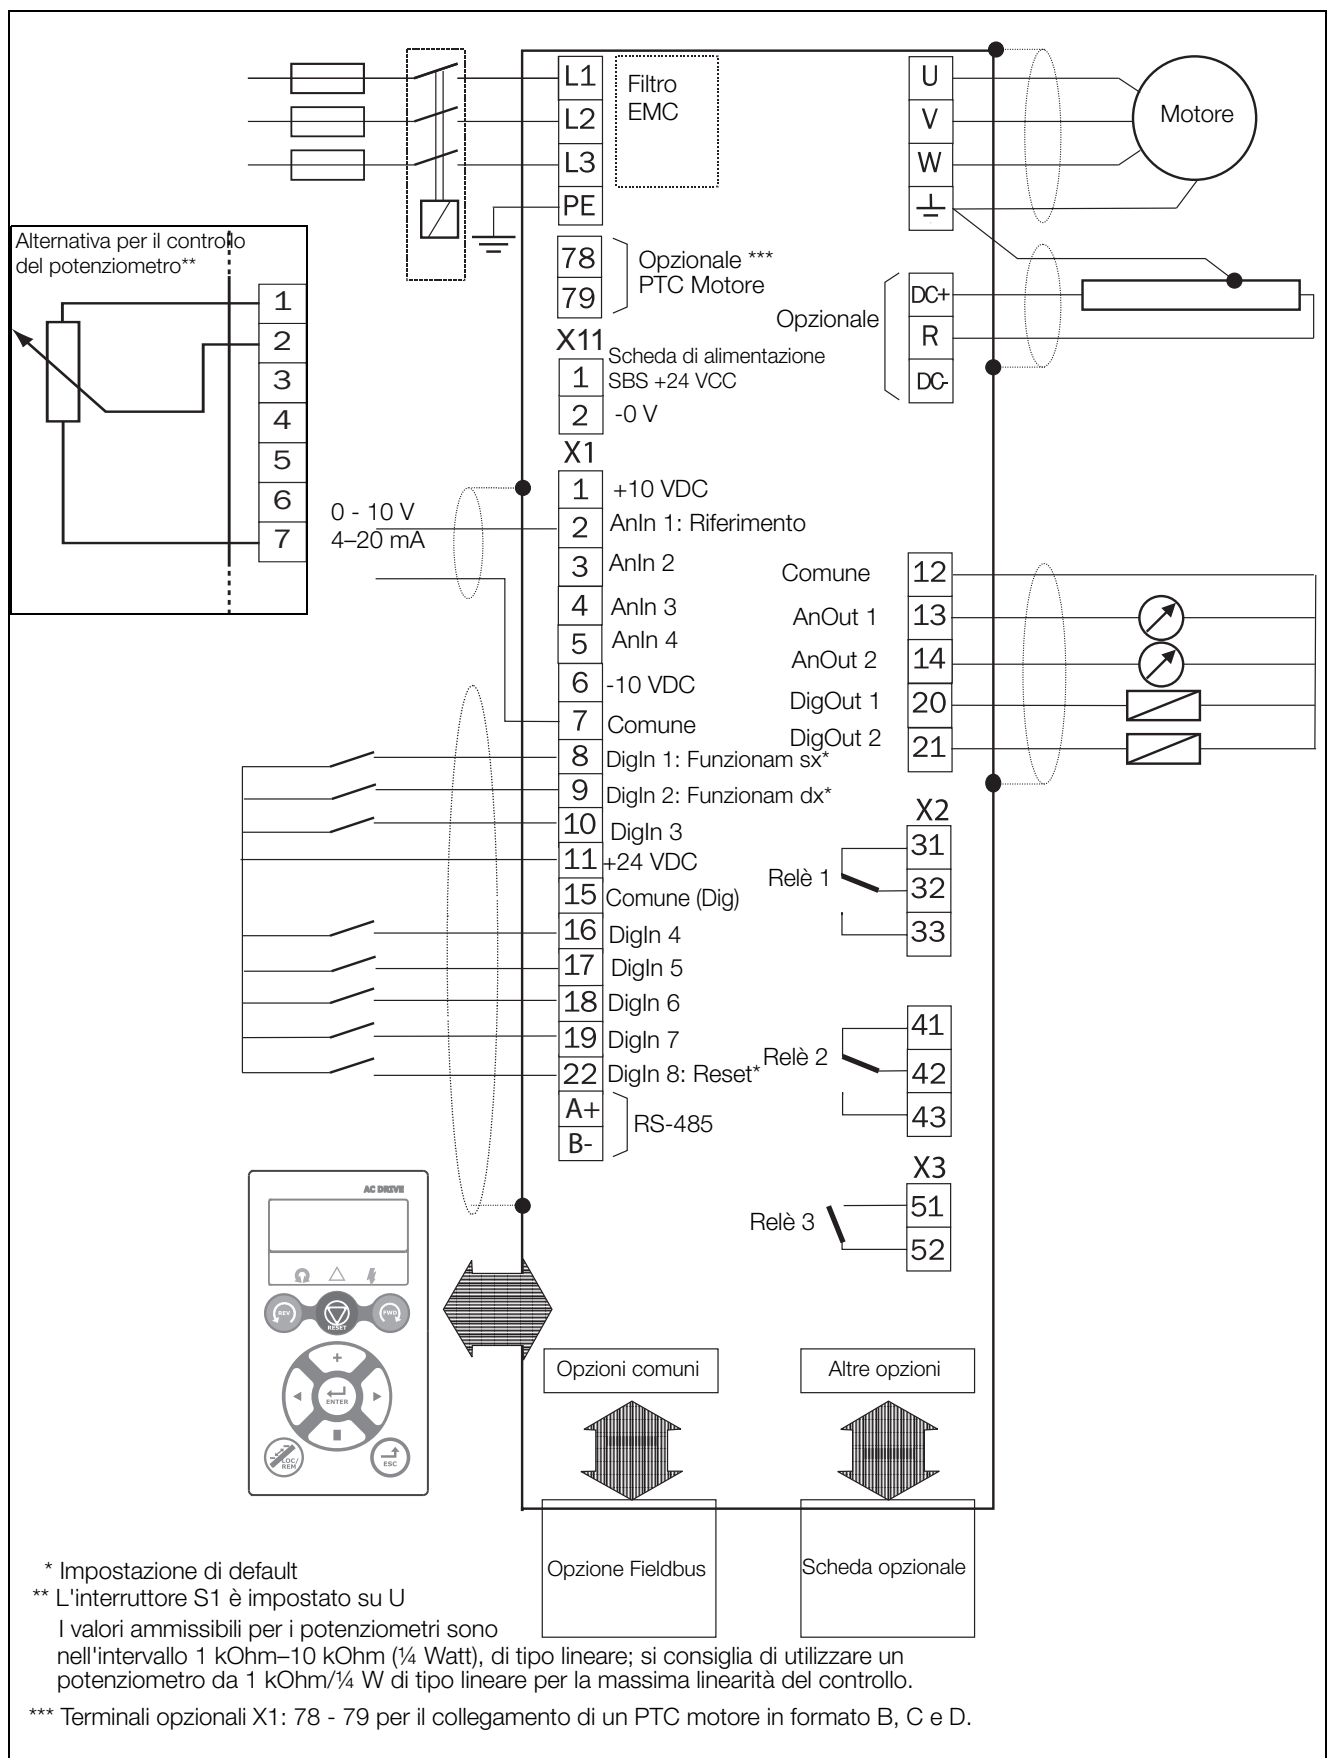 L1
L2
L3
PE
Filtro
EMC
U
V
W
Motore
Alternativa per il controllo
del potenziometro**
1
2
3
4
5
6
7
78
79
Opzionale ***
PTC Motore
Opzionale
DC+
R
DC-
X11
1
2
Scheda di alimentazione
SBS +24 VCC
-0 V
X1
0 - 10 V
4–20 mA
1 +10 VDC
2 AnIn 1: Riferimento
3 AnIn 2
4 AnIn 3
5 AnIn 4
6 -10 VDC
7 Comune
8 DigIn 1: Funzionam sx*
9 DigIn 2: Funzionam dx*
10 DigIn 3
11 +24 VDC
15 Comune (Dig)
16 DigIn 4
17 DigIn 5
18 DigIn 6
19 DigIn 7
22 DigIn 8: Reset*
A+
B-
RS-485
Comune 12
AnOut 1 13
AnOut 2 14
DigOut 1 20
DigOut 2 21
X2
31
Relè 1 32
33
41
Relè 2 42
43
X3
51
Relè 3 52
AC DRIVE
REV
RESET
FWD
+
ENTER
LOC/
REM
ESC
Opzioni comuni
Altre opzioni
Opzione Fieldbus
Scheda opzionale
* Impostazione di default
** L'interruttore S1 è impostato su U
I valori ammissibili per i potenziometri sono
nell'intervallo 1 kOhm–10 kOhm (¼ Watt), di tipo lineare; si consiglia di utilizzare un
potenziometro da 1 kOhm/¼ W di tipo lineare per la massima linearità del controllo.
*** Terminali opzionali X1: 78 - 79 per il collegamento di un PTC motore in formato B, C e D.